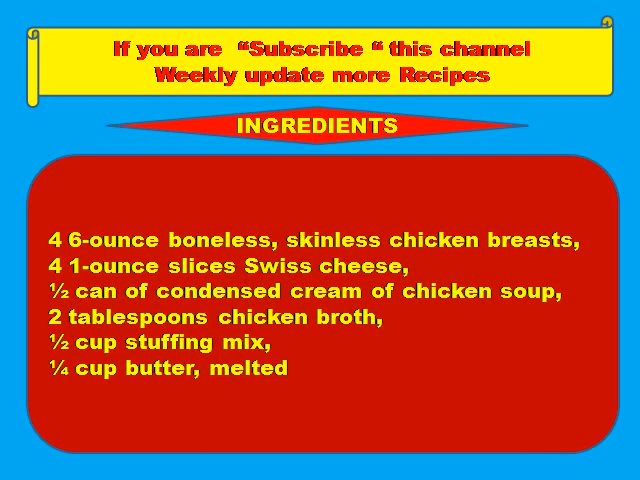 If you are “Subscribe “ this channel
Weekly update more Recipes
INGREDIENTS
4 6-ounce boneless, skinless chicken breasts,
4 1-ounce slices Swiss cheese,
½ can of condensed cream of chicken soup,
2 tablespoons chicken broth,
½ cup stuffing mix,
¼ cup butter, melted